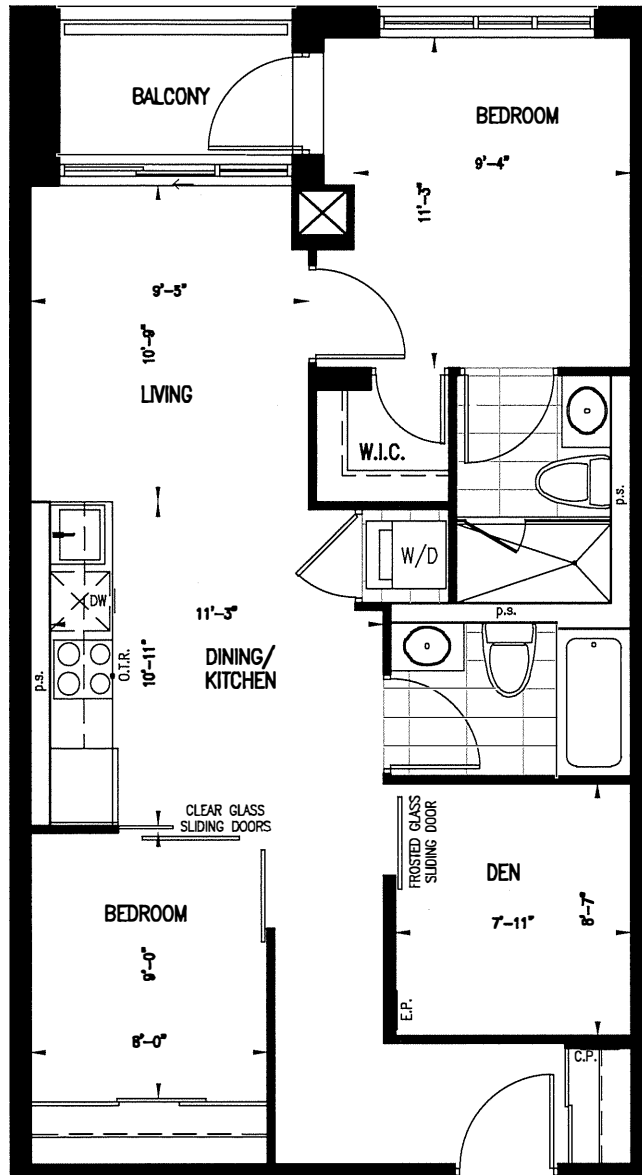 BALCONY
BEDROOM
9'-4"
11'-3"
9'-5"
10'-9"
LIVING
W.I.C.
p.s.
W/D
DW
11'-3"
p.s.
O.T.R.
10'-11"
DINING/
KITCHEN
p.s.
CLEAR GLASS
SLIDING DOORS
FROSTED GLASS
SLIDING DOOR
DEN
BEDROOM
7'-11"
8'-7"
9'-0"
E.P.
8'-0"
C.P.